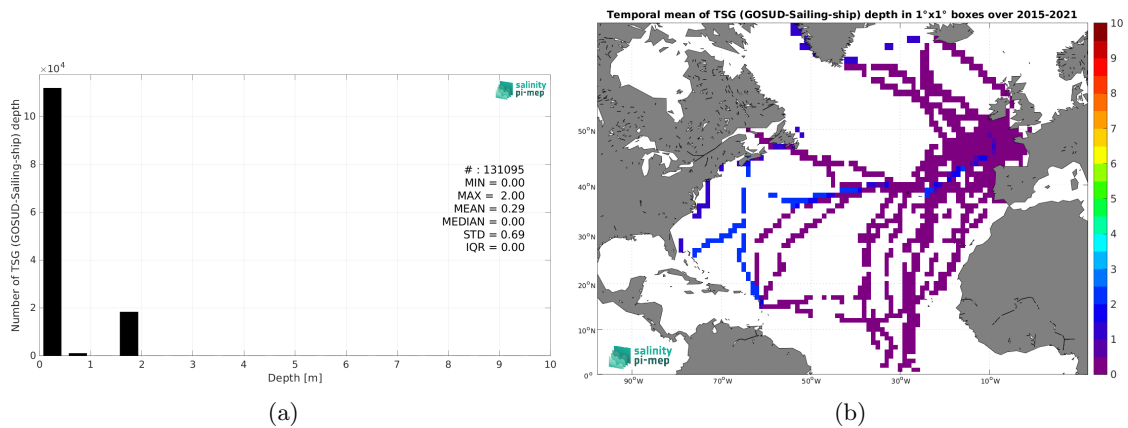 ×10⁴
10
8
6
4
2
0
Number of TSG (GOSUD-Sailing-ship) depth
salinity
pi-mep
# : 131095
MIN = 0.00
MAX = 2.00
MEAN = 0.29
MEDIAN = 0.00
STD = 0.69
IQR = 0.00
0 1 2 3 4 5 6 7 8 9 10
Depth [m]
(a)
Temporal mean of TSG (GOSUD-Sailing-ship) depth in 1°x1° boxes over 2015-2021
50°N
40°N
30°N
20°N
10°N
0°
90°W 70°W 50°W 30°W 10°W
salinity
pi-mep
10
9
8
7
6
5
4
3
2
1
0
(b)